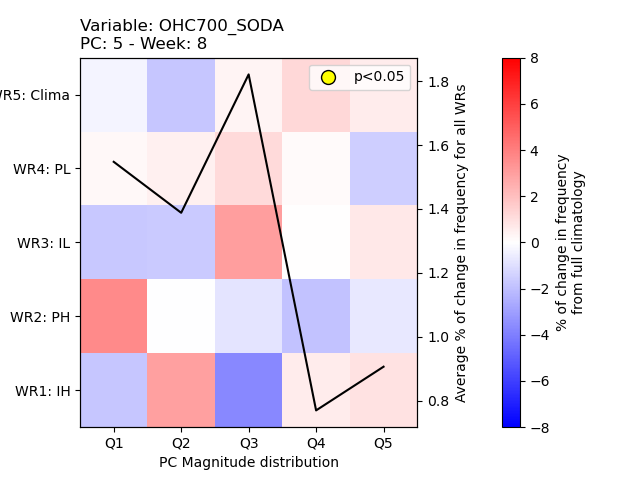 Variable: OHC700_SODA
PC: 5 - Week: 8
p<0.05
WR5: Clima
WR4: PL
WR3: IL
WR2: PH
WR1: IH
Q1 Q2 Q3 Q4 Q5
PC Magnitude distribution
1.8
1.6
1.4
1.2
1.0
0.8
Average % of change in frequency for all WRs
8
6
4
2
0
−2
−4
−6
−8
% of change in frequency
from full climatology